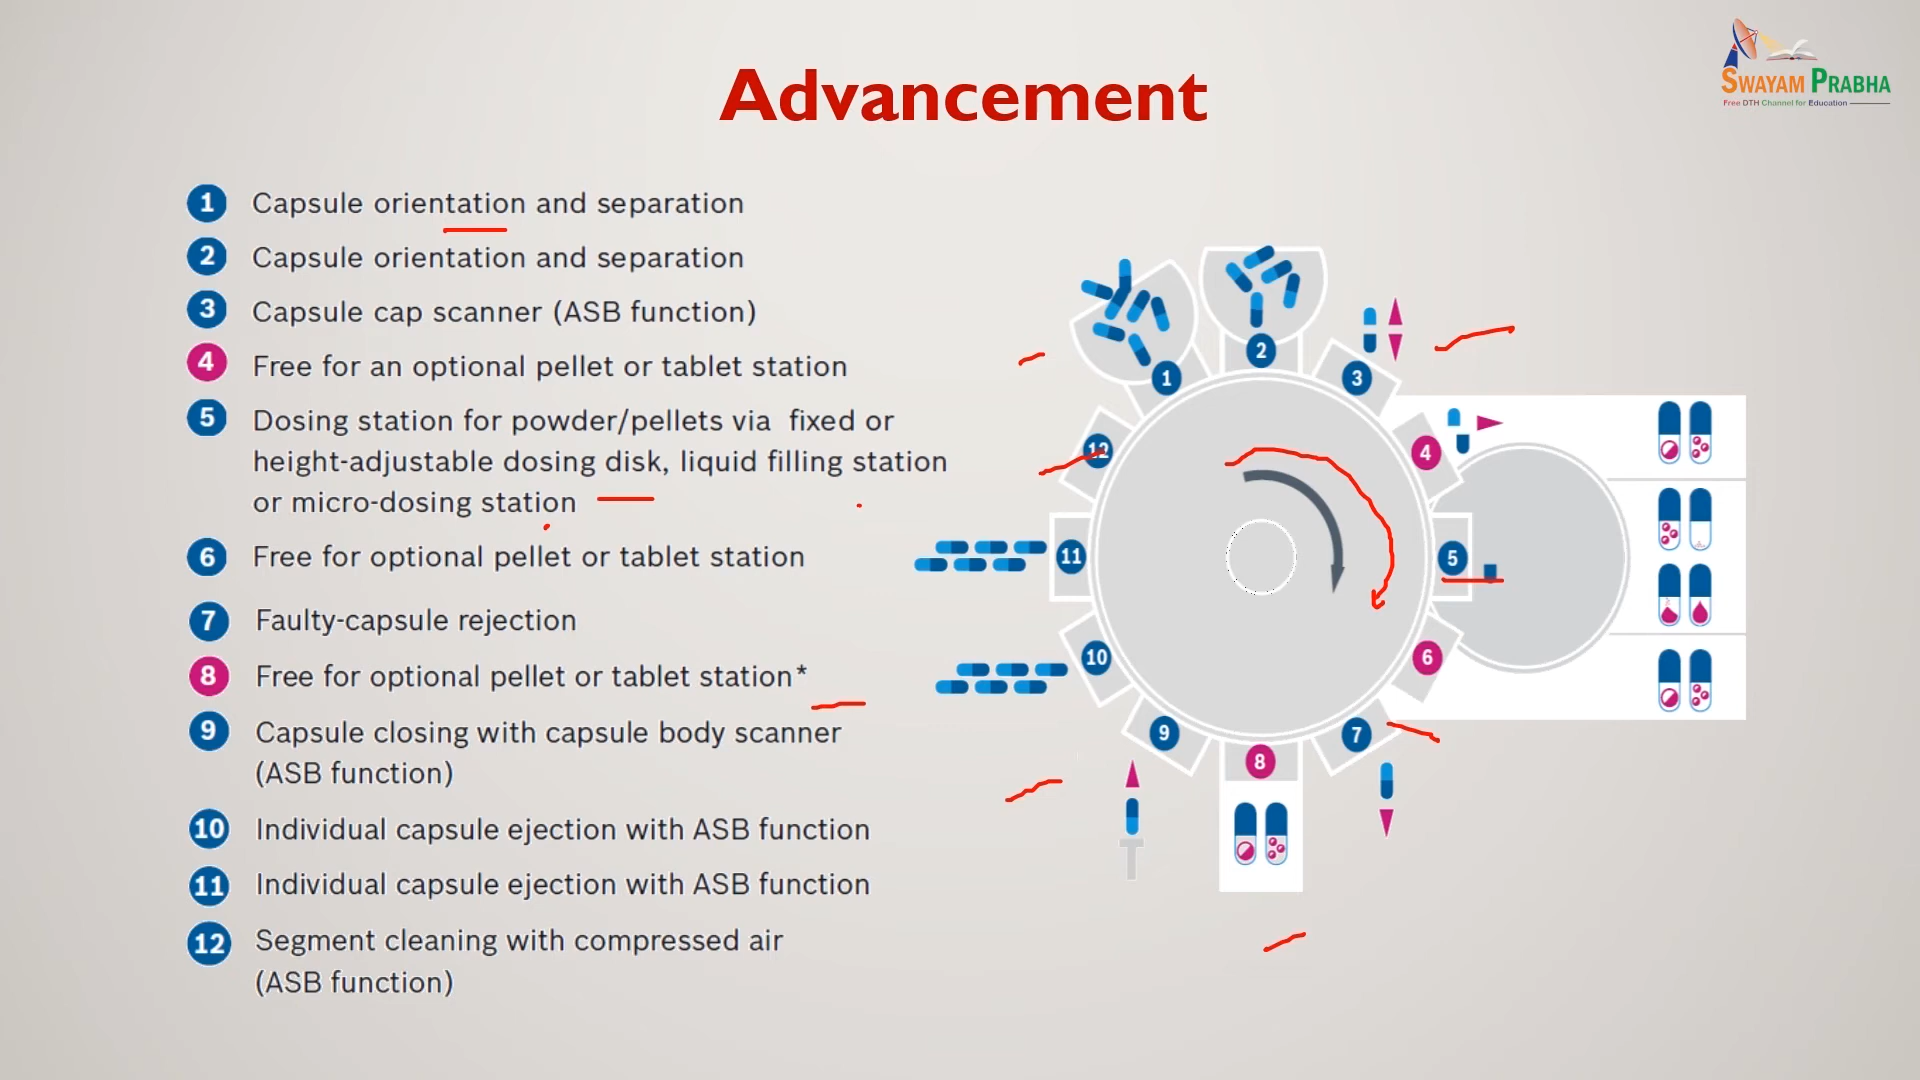 Advancement
SWAYAM PRABHA
Free DTH Channel for Education
1 Capsule orientation and separation
2 Capsule orientation and separation
3 Capsule cap scanner (ASB function)
4 Free for an optional pellet or tablet station
5 Dosing station for powder/pellets via fixed or
height-adjustable dosing disk, liquid filling station
or micro-dosing station
6 Free for optional pellet or tablet station
7 Faulty-capsule rejection
8 Free for optional pellet or tablet station*
9 Capsule closing with capsule body scanner
(ASB function)
10 Individual capsule ejection with ASB function
11 Individual capsule ejection with ASB function
12 Segment cleaning with compressed air
(ASB function)
1
2
3
4
5
6
7
8
9
10
11
12